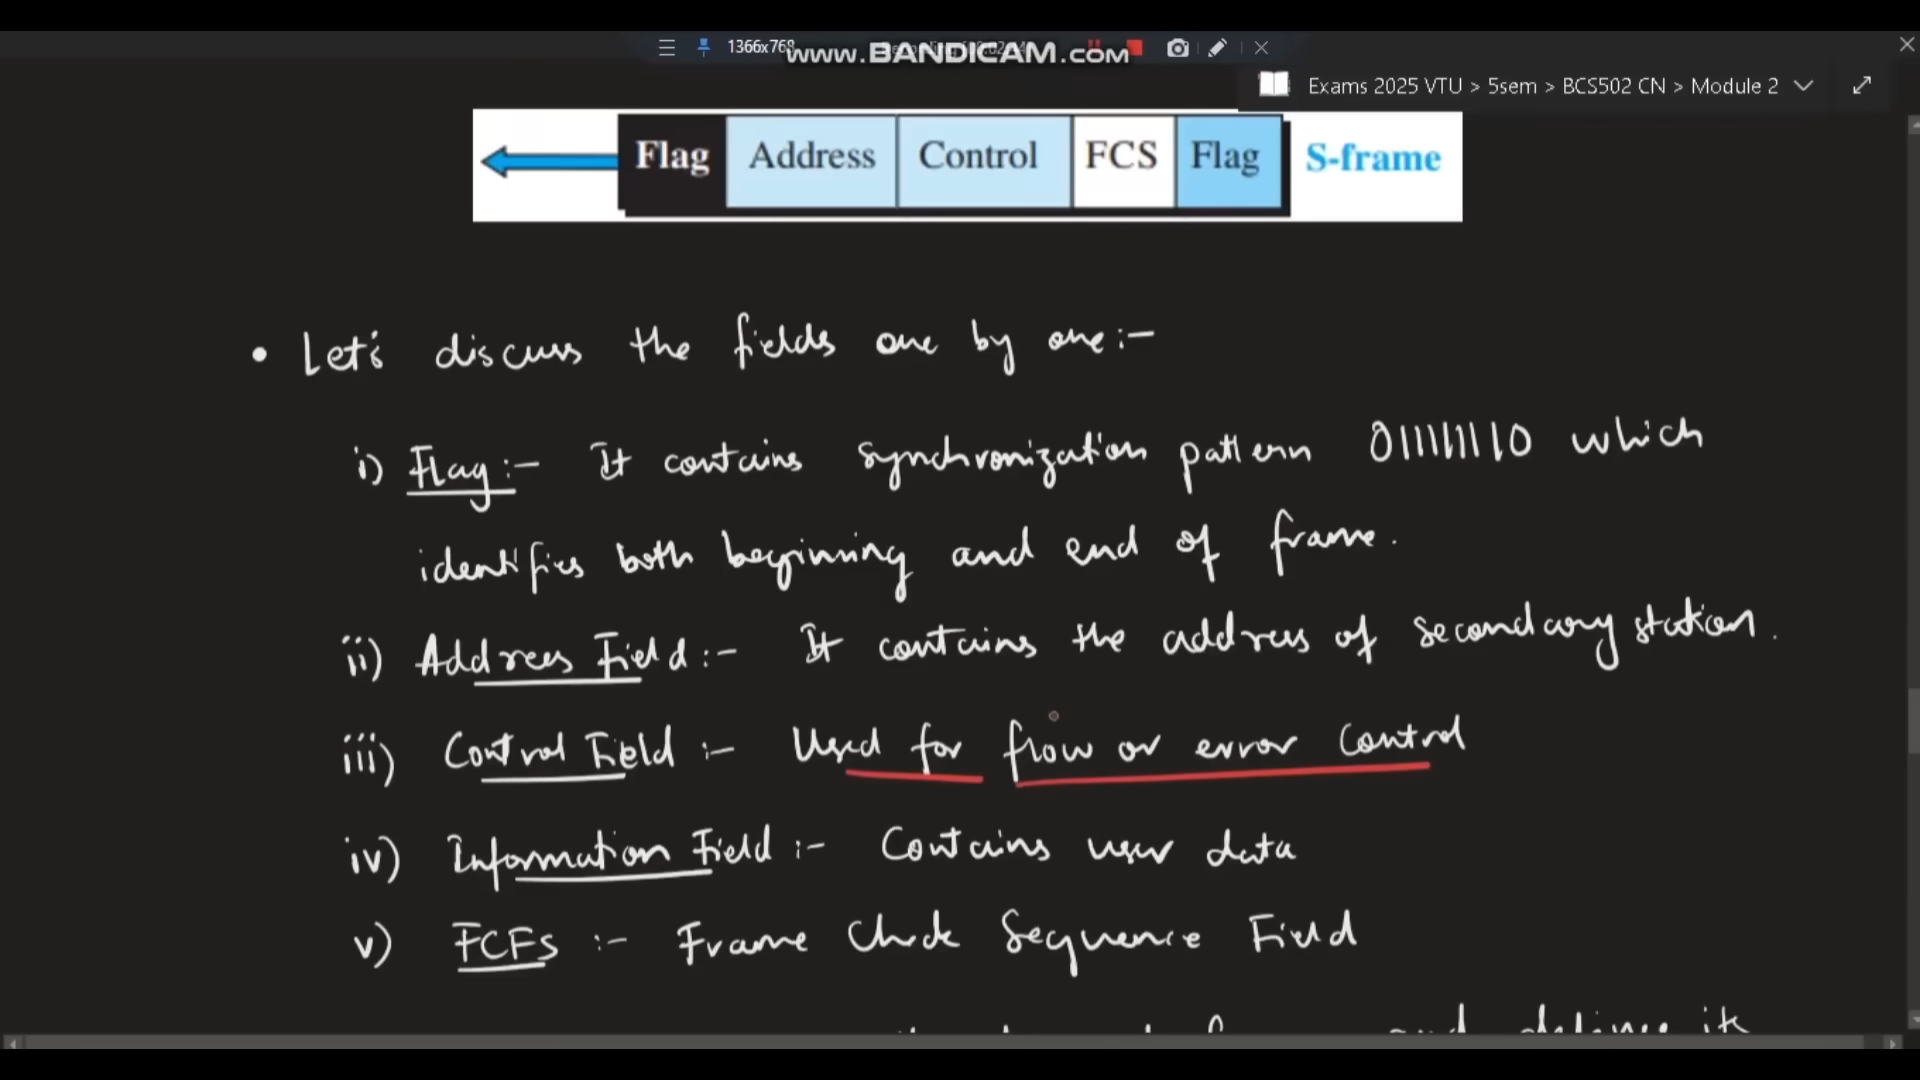 1366x768
www.BANDICAM.com
Exams 2025 VTU > 5sem > BCS502 CN > Module 2
Flag Address Control FCS Flag S-frame
• Let's discuss the fields one by one:-
i) Flag:- It contains synchronization pattern 01111110 which
identifies both beginning and end of frame.
ii) Address Field:- It contains the address of secondary station.
iii) Control Field :- Used for flow or error control
iv) Information Field :- Contains user data
v) FCFs :- Frame Check Sequence Field